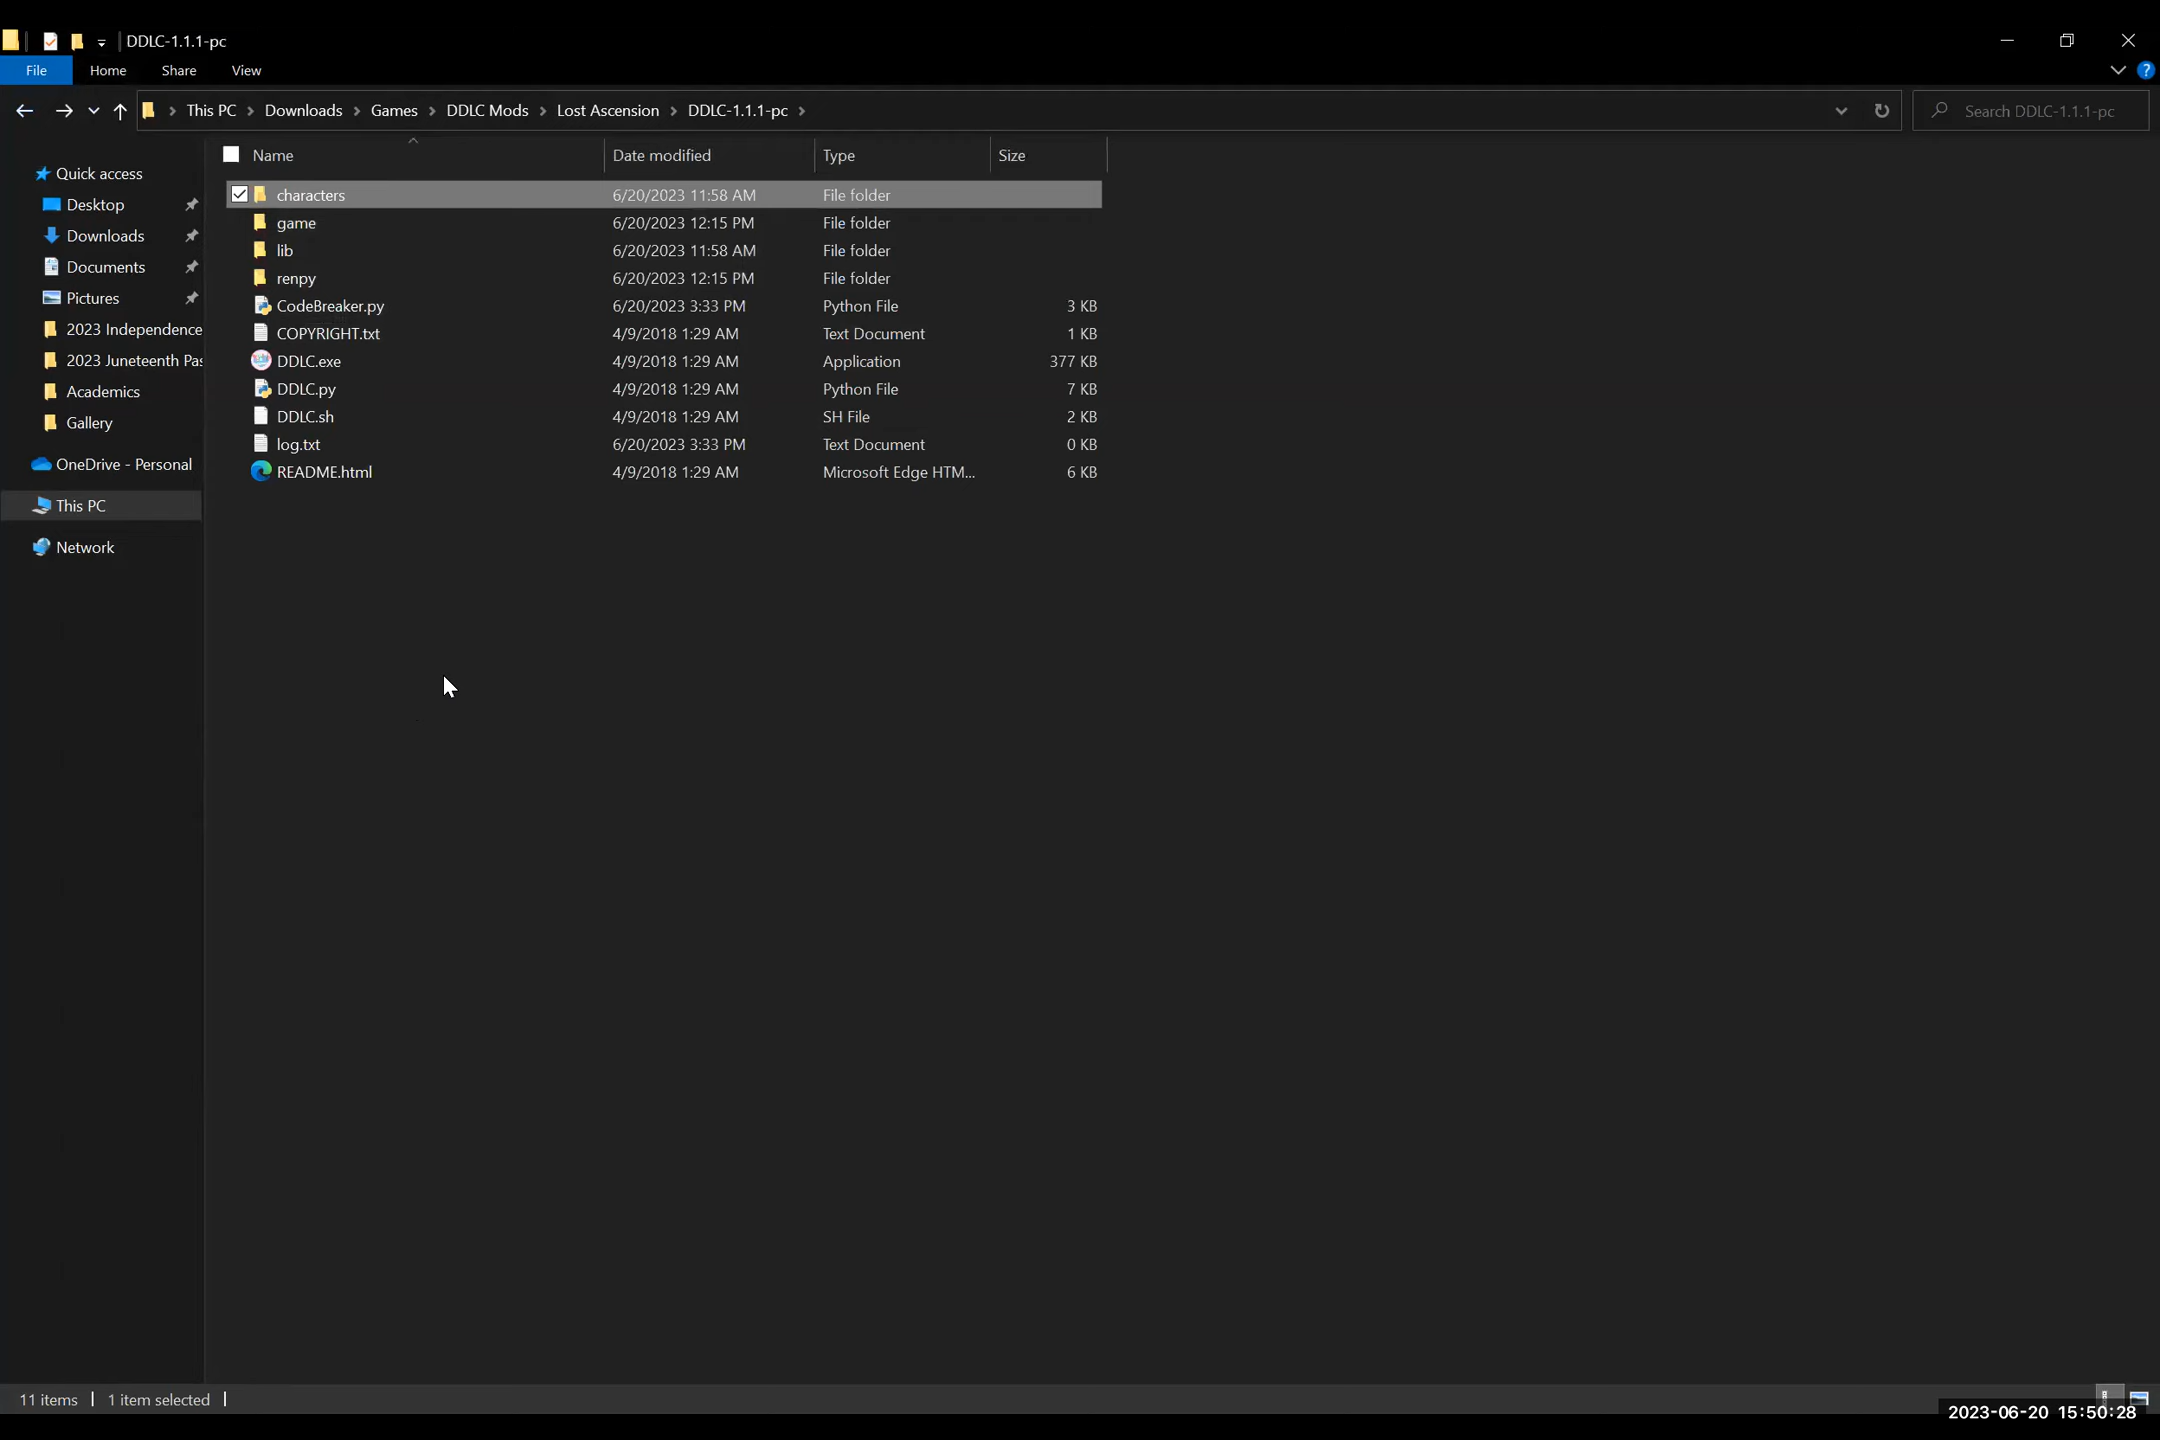 DDLC-1.1.1-pc
File Home Share View
This PC Downloads Games DDLC Mods Lost Ascension DDLC-1.1.1-pc Search DDLC-1.1.1-pc
Name Date modified Type Size
Quick access
Desktop
Downloads
Documents
Pictures
2023 Independence
2023 Juneteenth Pas
Academics
Gallery
OneDrive - Personal
This PC
Network
characters 6/20/2023 11:58 AM File folder
game 6/20/2023 12:15 PM File folder
lib 6/20/2023 11:58 AM File folder
renpy 6/20/2023 12:15 PM File folder
CodeBreaker.py 6/20/2023 3:33 PM Python File 3 KB
COPYRIGHT.txt 4/9/2018 1:29 AM Text Document 1 KB
DDLC.exe 4/9/2018 1:29 AM Application 377 KB
DDLC.py 4/9/2018 1:29 AM Python File 7 KB
DDLC.sh 4/9/2018 1:29 AM SH File 2 KB
log.txt 6/20/2023 3:33 PM Text Document 0 KB
README.html 4/9/2018 1:29 AM Microsoft Edge HTM... 6 KB
11 items 1 item selected
2023-06-20 15:50:28